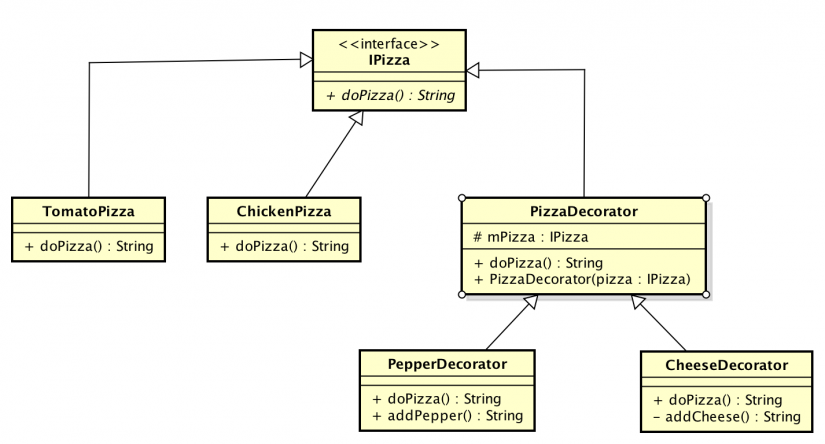 <<interface>>
IPizza
+ doPizza() : String
TomatoPizza
+ doPizza() : String
ChickenPizza
+ doPizza() : String
PizzaDecorator
# mPizza : IPizza
+ doPizza() : String
+ PizzaDecorator(pizza : IPizza)
PepperDecorator
+ doPizza() : String
+ addPepper() : String
CheeseDecorator
+ doPizza() : String
− addCheese() : String